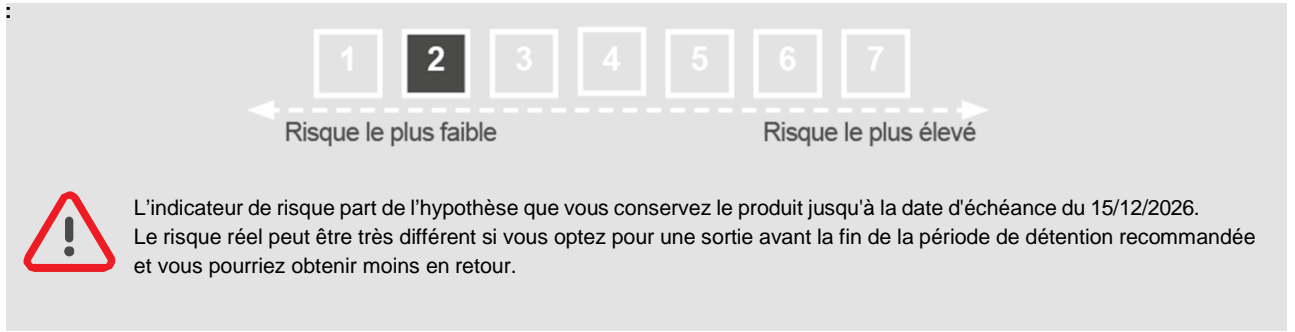 :
1 2 3 4 5 6 7
Risque le plus faible Risque le plus élevé
L’indicateur de risque part de l’hypothèse que vous conservez le produit jusqu'à la date d'échéance du 15/12/2026.
Le risque réel peut être très différent si vous optez pour une sortie avant la fin de la période de détention recommandée
et vous pourriez obtenir moins en retour.